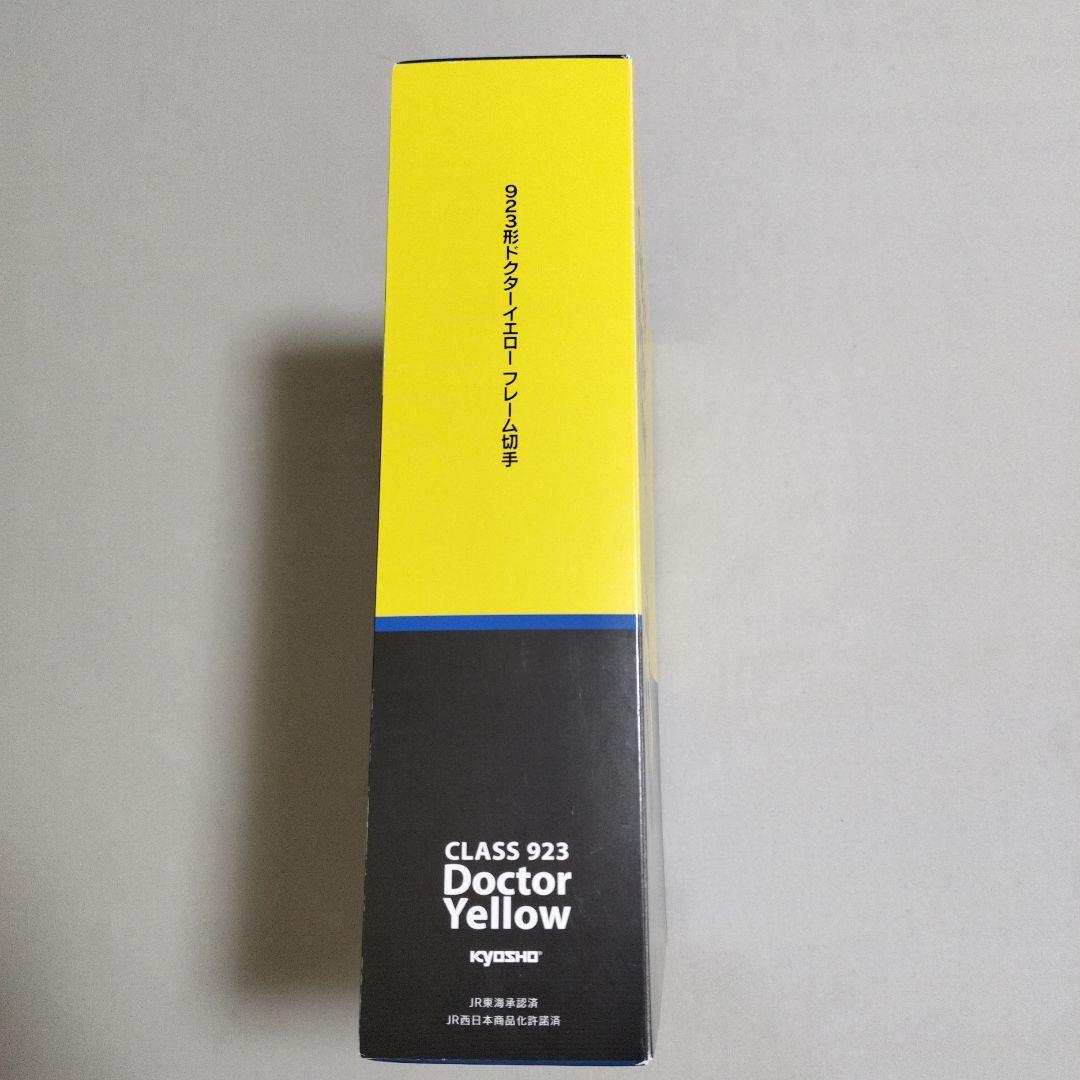 923形ドクターイエロー フレーム切手
CLASS 923
Doctor
Yellow
KYOSHO®
JR東海承認済
JR西日本商品化許諾済